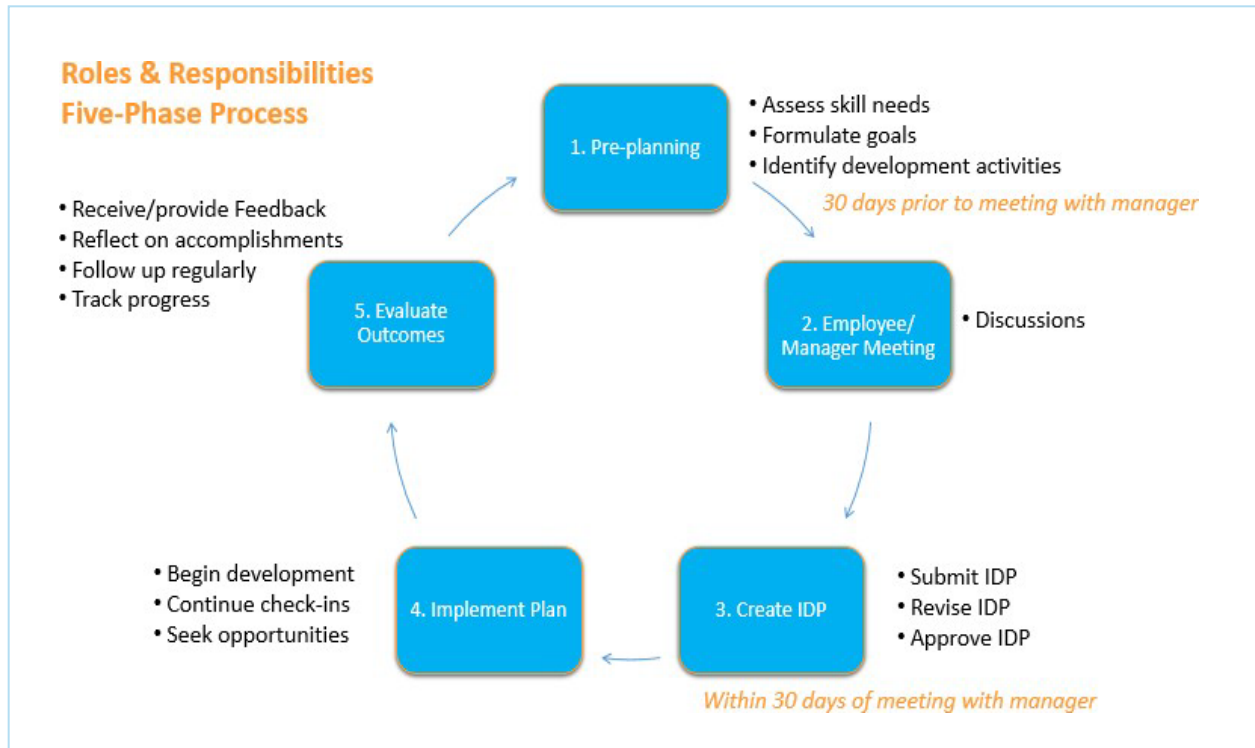 Roles & Responsibilities
Five-Phase Process
1. Pre-planning
• Assess skill needs
• Formulate goals
• Identify development activities
30 days prior to meeting with manager
2. Employee/
Manager Meeting
• Discussions
3. Create IDP
• Submit IDP
• Revise IDP
• Approve IDP
Within 30 days of meeting with manager
4. Implement Plan
• Begin development
• Continue check-ins
• Seek opportunities
5. Evaluate
Outcomes
• Receive/provide Feedback
• Reflect on accomplishments
• Follow up regularly
• Track progress